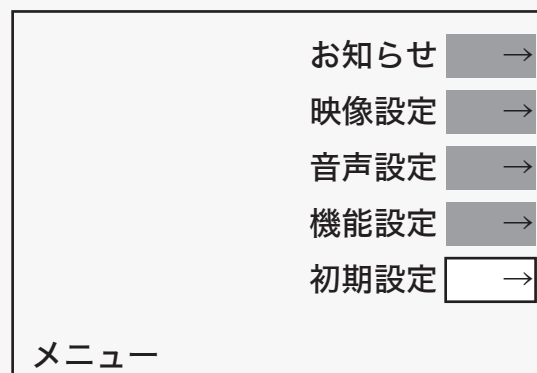 お知らせ →
映像設定 →
音声設定 →
機能設定 →
初期設定 →
メニュー